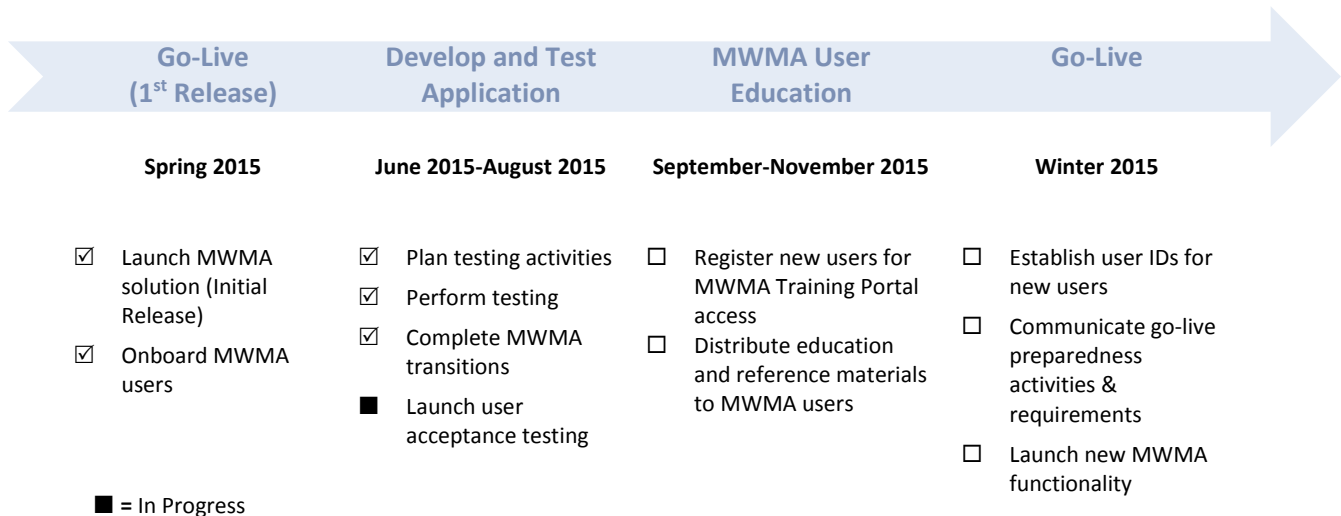 Go-Live
(1st Release)
Develop and Test
Application
MWMA User
Education
Go-Live
Spring 2015
June 2015-August 2015
September-November 2015
Winter 2015
☑ Launch MWMA
solution (Initial
Release)
☑ Onboard MWMA
users
☑ Plan testing activities
☑ Perform testing
☑ Complete MWMA
transitions
■ Launch user
acceptance testing
☐ Register new users for
MWMA Training Portal
access
☐ Distribute education
and reference materials
to MWMA users
☐ Establish user IDs for
new users
☐ Communicate go-live
preparedness
activities &
requirements
☐ Launch new MWMA
functionality
■ = In Progress